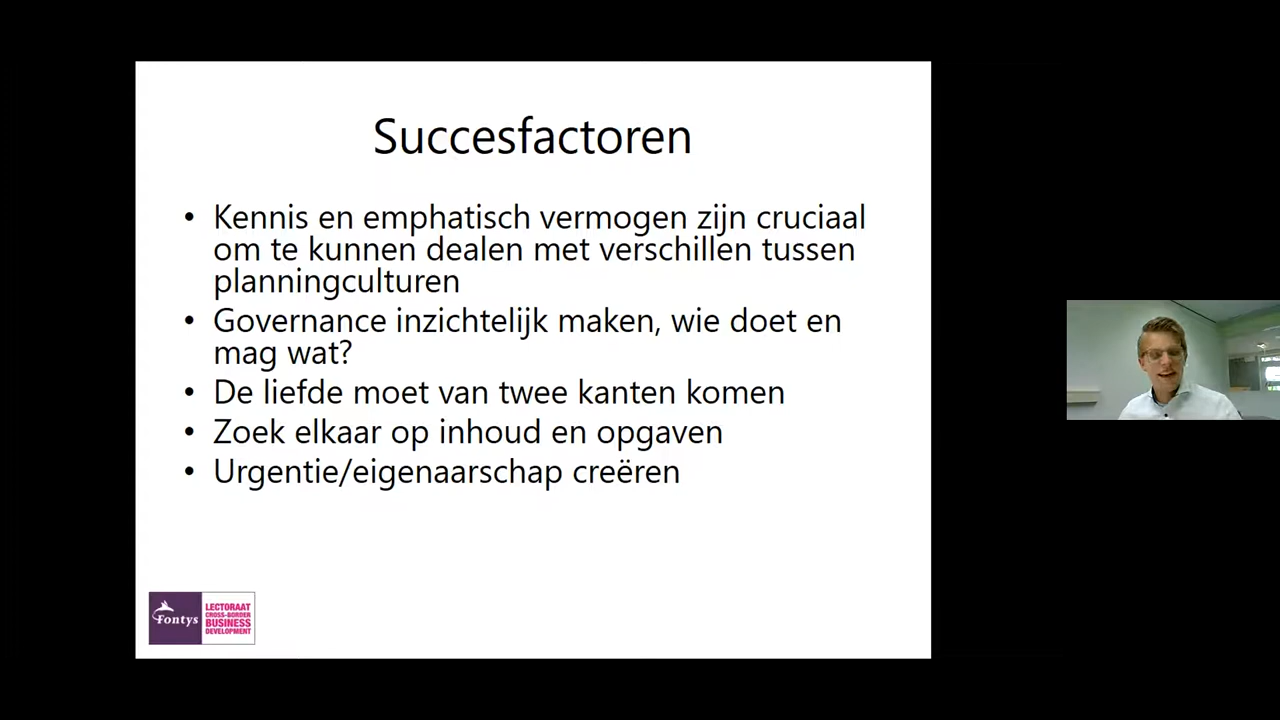 Succesfactoren
• Kennis en emphatisch vermogen zijn cruciaal
om te kunnen dealen met verschillen tussen
planningculturen
• Governance inzichtelijk maken, wie doet en
mag wat?
• De liefde moet van twee kanten komen
• Zoek elkaar op inhoud en opgaven
• Urgentie/eigenaarschap creëren
Fontys
LECTORAAT
CROSS-BORDER
BUSINESS
DEVELOPMENT